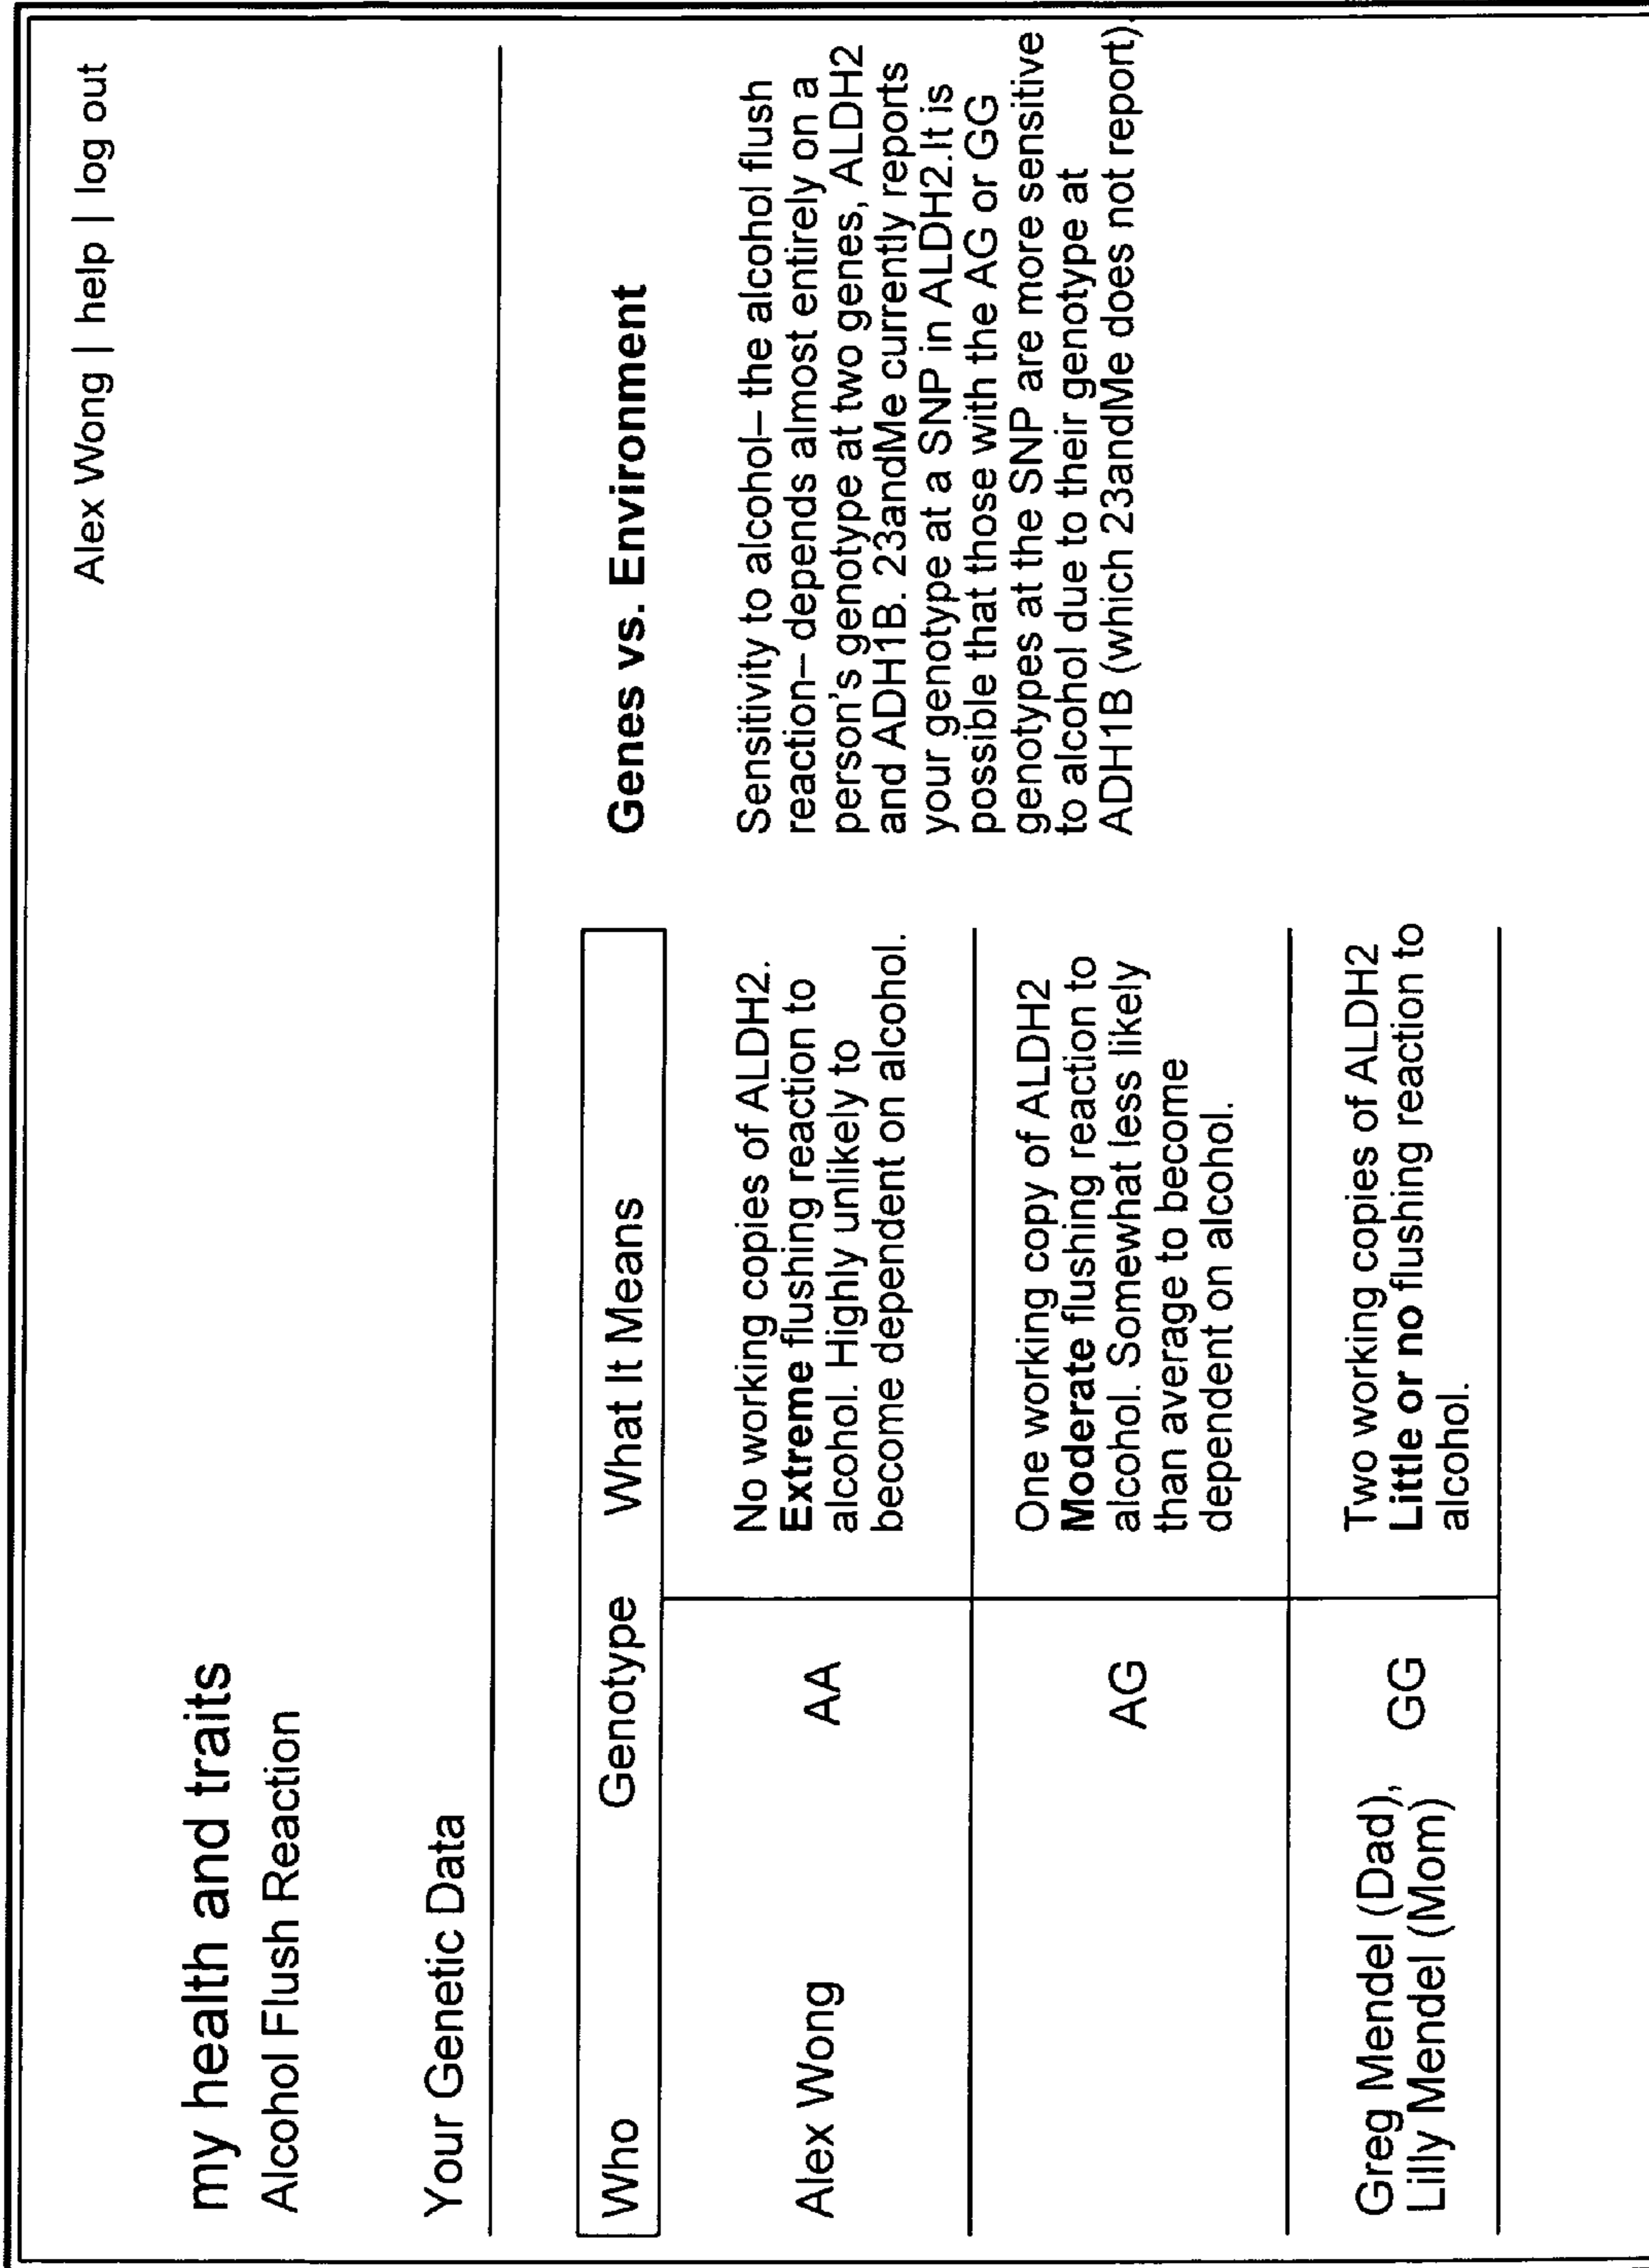 Alex Wong | help | log out
my health and traits
Alcohol Flush Reaction
Your Genetic Data
Who Genotype What It Means
Alex Wong AA
No working copies of ALDH2.
Extreme flushing reaction to
alcohol. Highly unlikely to
become dependent on alcohol.
AG
One working copy of ALDH2
Moderate flushing reaction to
alcohol. Somewhat less likely
than average to become
dependent on alcohol.
Greg Mendel (Dad),
Lilly Mendel (Mom)
GG
Two working copies of ALDH2
Little or no flushing reaction to
alcohol.
Genes vs. Environment
Sensitivity to alcohol– the alcohol flush
reaction– depends almost entirely on a
person's genotype at two genes, ALDH2
and ADH1B. 23andMe currently reports
your genotype at a SNP in ALDH2.It is
possible that those with the AG or GG
genotypes at the SNP are more sensitive
to alcohol due to their genotype at
ADH1B (which 23andMe does not report).